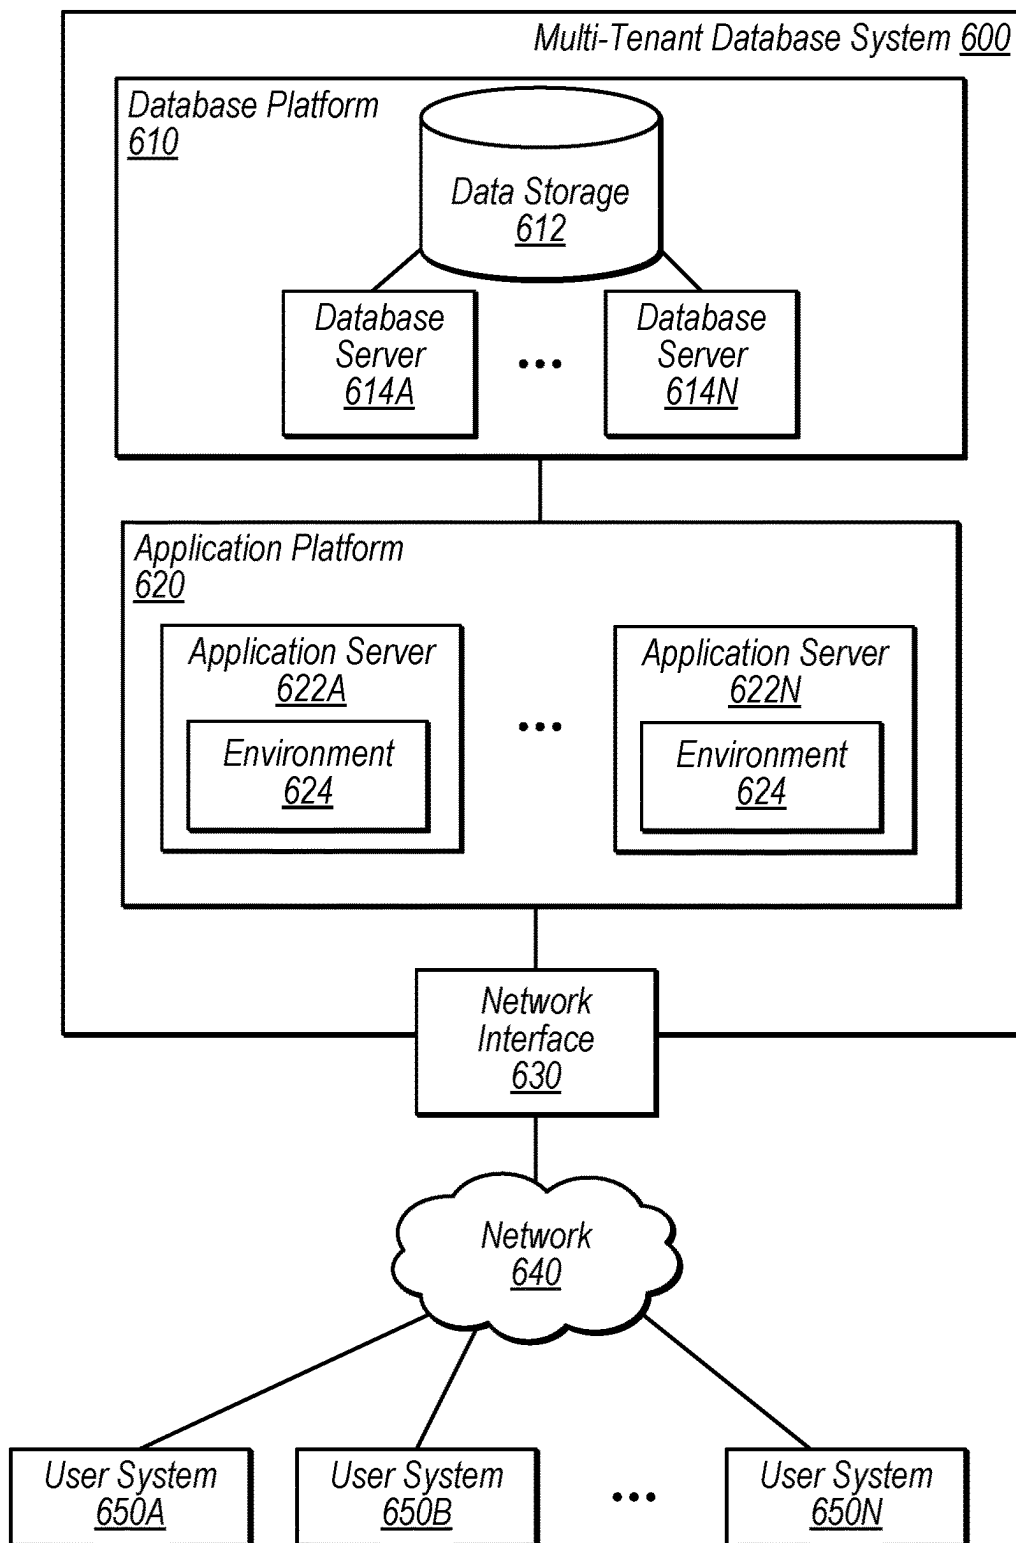 Multi-Tenant Database System 600
Database Platform
610
Data Storage
612
Database
Server
614A
...
Database
Server
614N
Application Platform
620
Application Server
622A
Environment
624
...
Application Server
622N
Environment
624
Network
Interface
630
Network
640
User System
650A
User System
650B
...
User System
650N